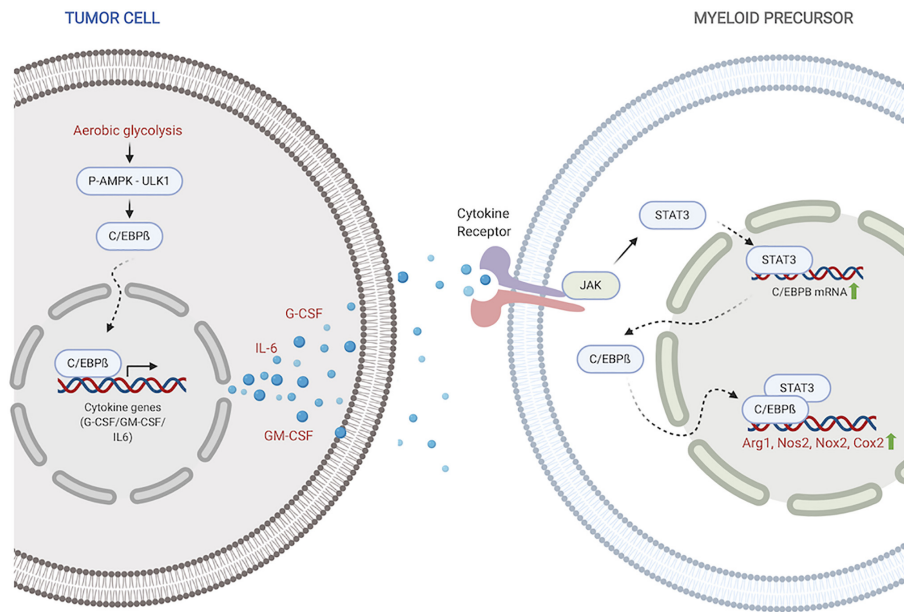 TUMOR CELL
MYELOID PRECURSOR
Aerobic glycolysis
P-AMPK - ULK1
C/EBPß
C/EBPß
Cytokine genes
(G-CSF/GM-CSF/
IL6)
G-CSF
IL-6
GM-CSF
Cytokine
Receptor
JAK
STAT3
STAT3
C/EBPB mRNA
C/EBPß
STAT3
C/EBPß
Arg1, Nos2, Nox2, Cox2